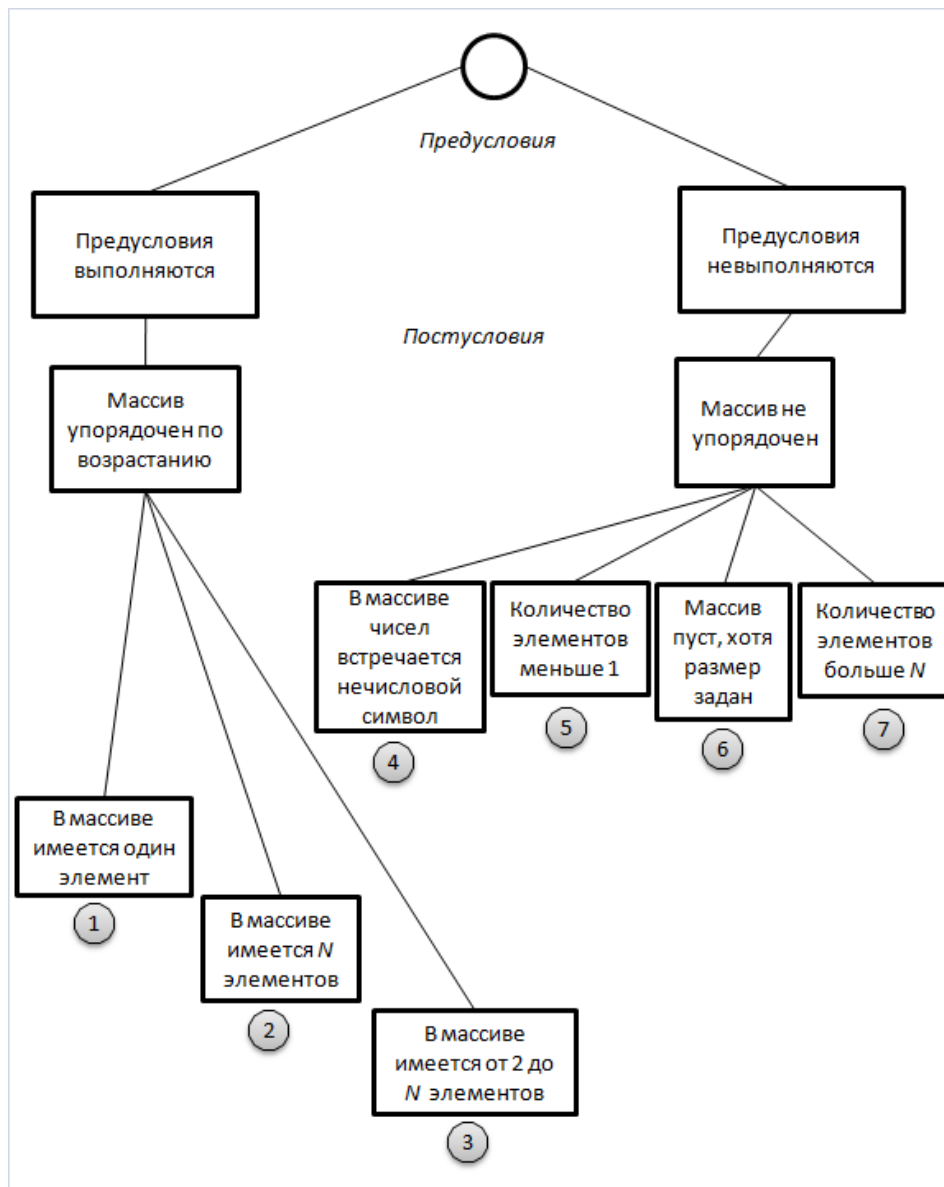 Предусловия
Предусловия
выполняются
Предусловия
невыполняются
Постусловия
Массив
упорядочен по
возрастанию
Массив не
упорядочен
В массиве
чисел
встречается
нечисловой
символ
4
Количество
элементов
меньше 1
5
Массив
пуст, хотя
размер
задан
6
Количество
элементов
больше N
7
В массиве
имеется один
элемент
1
В массиве
имеется N
элементов
2
В массиве
имеется от 2 до
N элементов
3